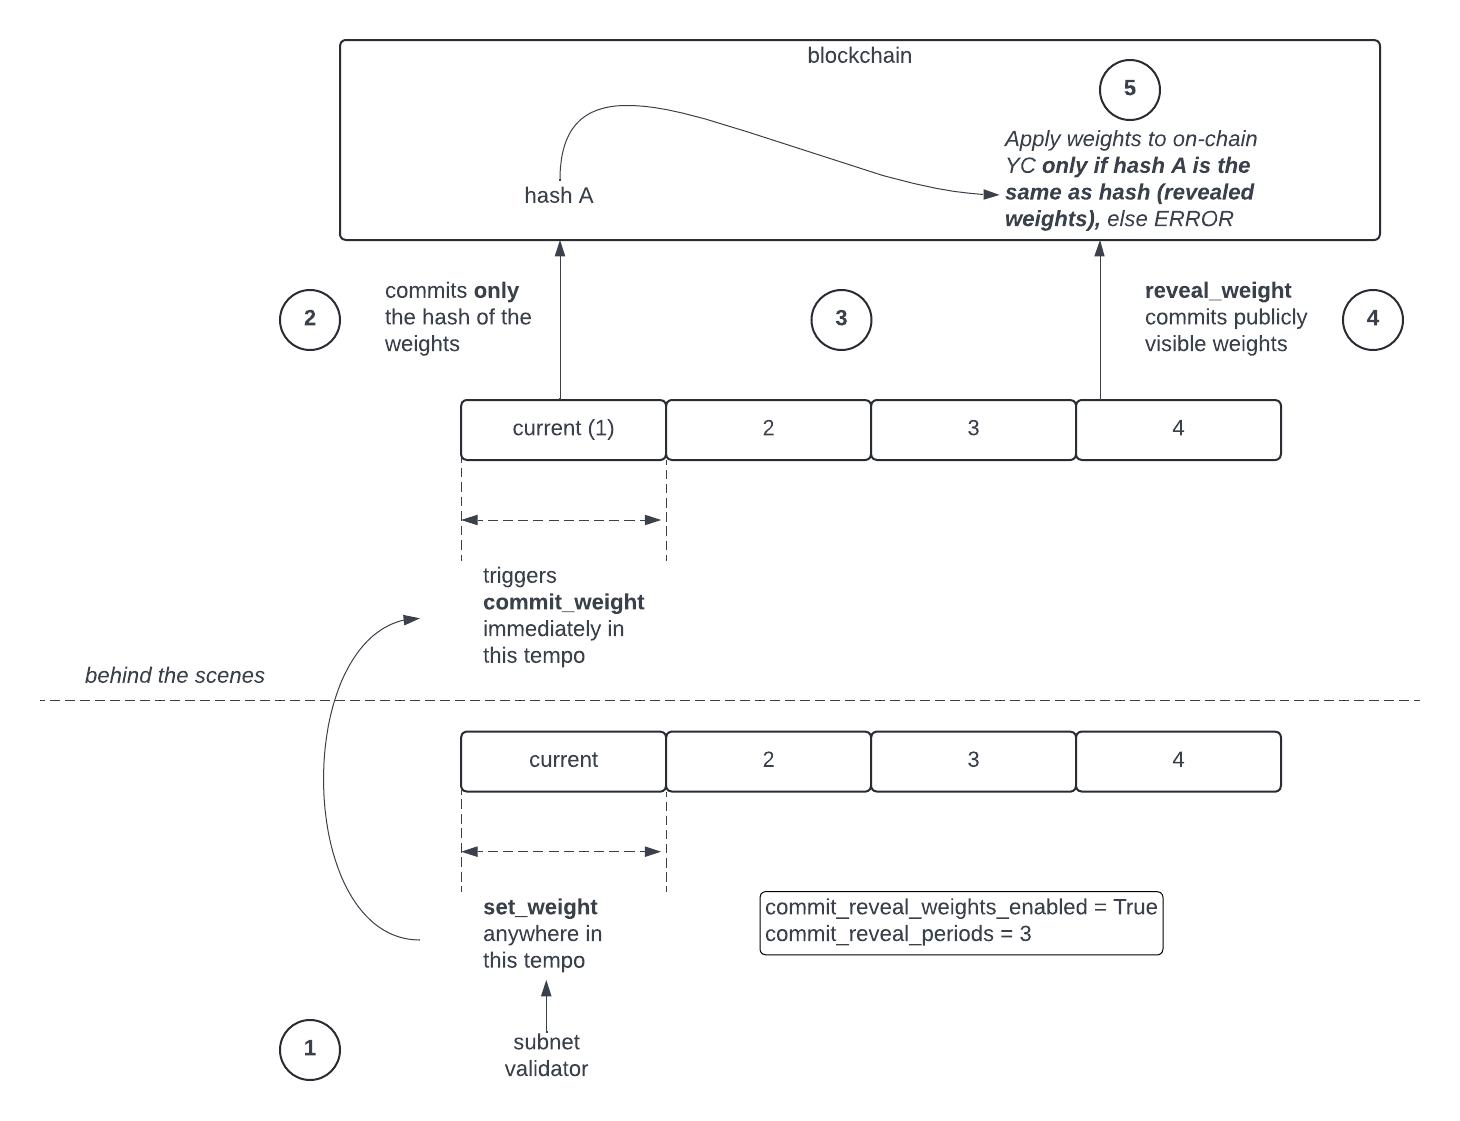 blockchain
5
Apply weights to on-chain
YC only if hash A is the
same as hash (revealed
weights), else ERROR
hash A
2
commits only
the hash of the
weights
3
reveal_weight
commits publicly
visible weights
4
current (1)
2
3
4
triggers
commit_weight
immediately in
this tempo
behind the scenes
current
2
3
4
set_weight
anywhere in
this tempo
commit_reveal_weights_enabled = True
commit_reveal_periods = 3
1
subnet
validator